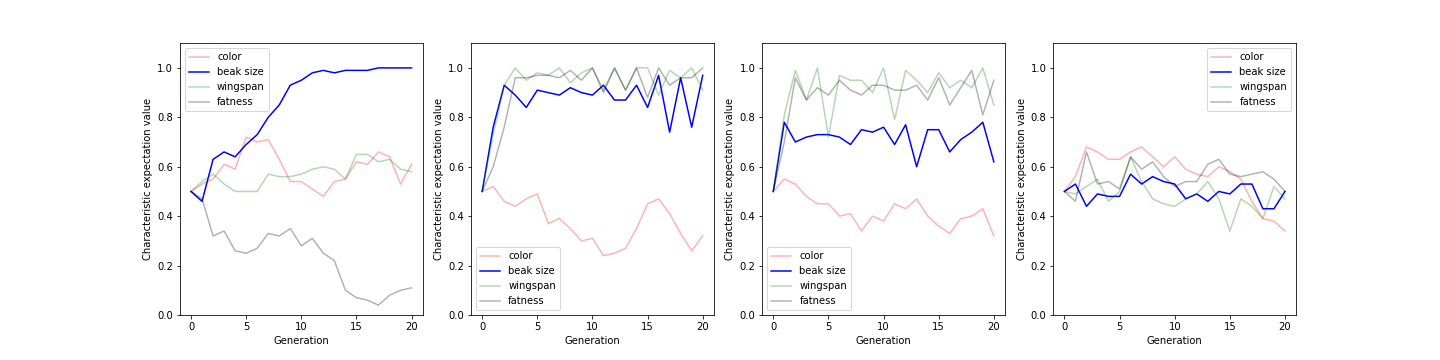 Characteristic expectation value
1.0
0.8
0.6
0.4
0.2
0.0
color
beak size
wingspan
fatness
0 5 10 15 20
Generation
Characteristic expectation value
1.0
0.8
0.6
0.4
0.2
0.0
color
beak size
wingspan
fatness
0 5 10 15 20
Generation
Characteristic expectation value
1.0
0.8
0.6
0.4
0.2
0.0
color
beak size
wingspan
fatness
0 5 10 15 20
Generation
Characteristic expectation value
1.0
0.8
0.6
0.4
0.2
0.0
color
beak size
wingspan
fatness
0 5 10 15 20
Generation